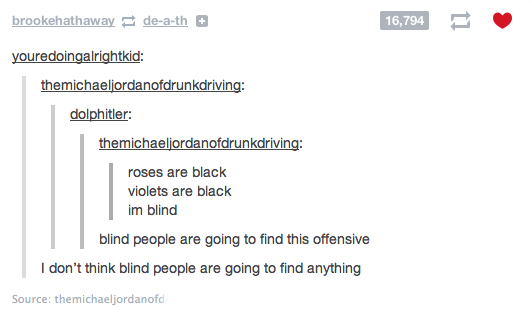 brookehathaway de-a-th 16,794
youredoingalrightkid:
themichaeljordanofdrunkdriving:
dolphitler:
themichaeljordanofdrunkdriving:
roses are black
violets are black
im blind
blind people are going to find this offensive
I don't think blind people are going to find anything
Source: themichaeljordanofd